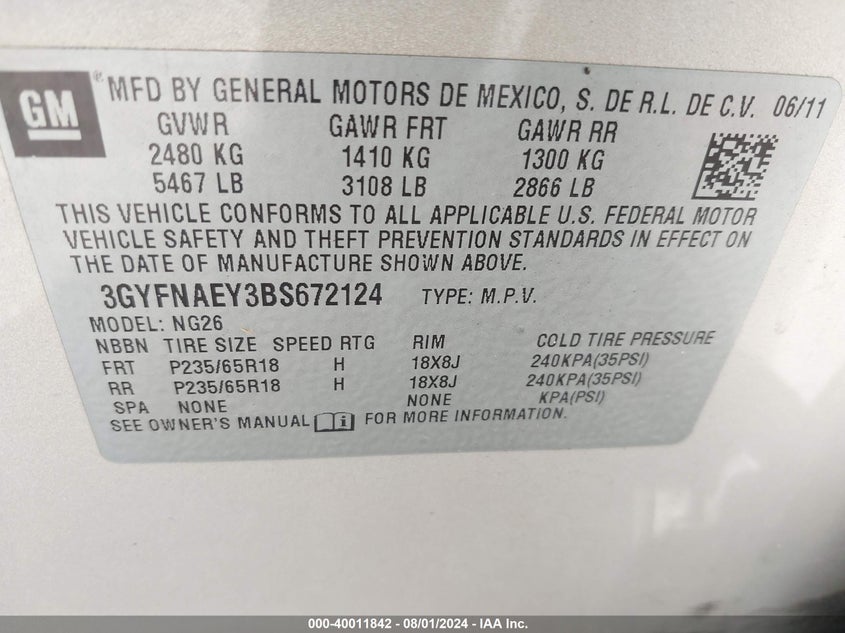 GM ® MFD BY GENERAL MOTORS DE MEXICO, S. DE R.L. DE C.V. 06/11
GVWR GAWR FRT GAWR RR
2480 KG 1410 KG 1300 KG
5467 LB 3108 LB 2866 LB
THIS VEHICLE CONFORMS TO ALL APPLICABLE U.S. FEDERAL MOTOR
VEHICLE SAFETY AND THEFT PREVENTION STANDARDS IN EFFECT ON
THE DATE OF MANUFACTURE SHOWN ABOVE.
3GYFNAEY3BS672124 TYPE: M.P.V.
MODEL: NG26
NBBN TIRE SIZE SPEED RTG RIM COLD TIRE PRESSURE
FRT P235/65R18 H 18X8J 240KPA(35PSI)
RR P235/65R18 H 18X8J 240KPA(35PSI)
SPA NONE NONE KPA(PSI)
SEE OWNER'S MANUAL i FOR MORE INFORMATION.
000-40011842 - 08/01/2024 - IAA Inc.